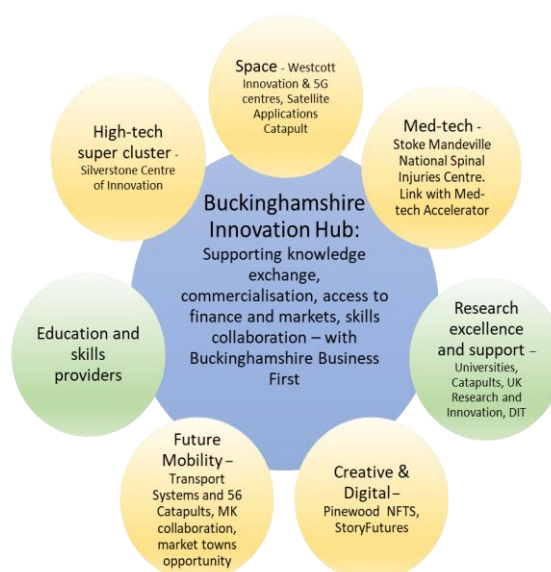 Space - Westcott
Innovation & 5G
centres, Satellite
Applications
Catapult
High-tech
super cluster -
Silverstone Centre
of Innovation
Med-tech -
Stoke Mandeville
National Spinal
Injuries Centre.
Link with Med-
tech Accelerator
Buckinghamshire
Innovation Hub:
Supporting knowledge
exchange,
commercialisation, access to
finance and markets, skills
collaboration – with
Buckinghamshire Business
First
Education and
skills
providers
Research
excellence
and support –
Universities,
Catapults, UK
Research and
Innovation, DIT
Future
Mobility –
Transport
Systems and 56
Catapults, MK
collaboration,
market towns
opportunity
Creative &
Digital –
Pinewood NFTS,
StoryFutures